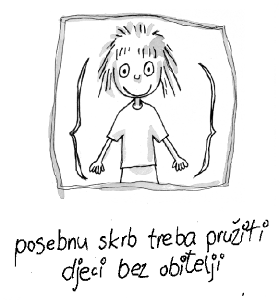 posebnu skrb treba pružiti
djeci bez obitelji